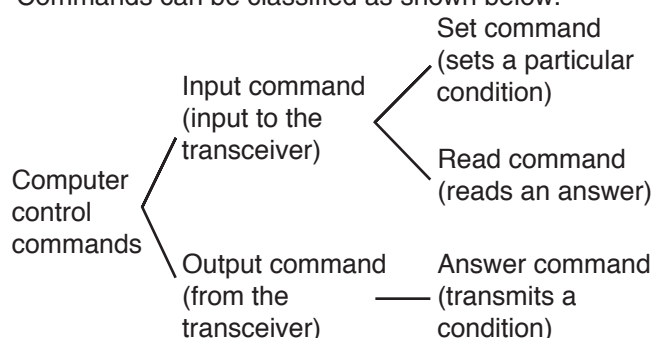 Commands can be classified as shown below.
Computer
control
commands
Input command
(input to the
transceiver)
Set command
(sets a particular
condition)
Read command
(reads an answer)
Output command
(from the
transceiver)
Answer command
(transmits a
condition)